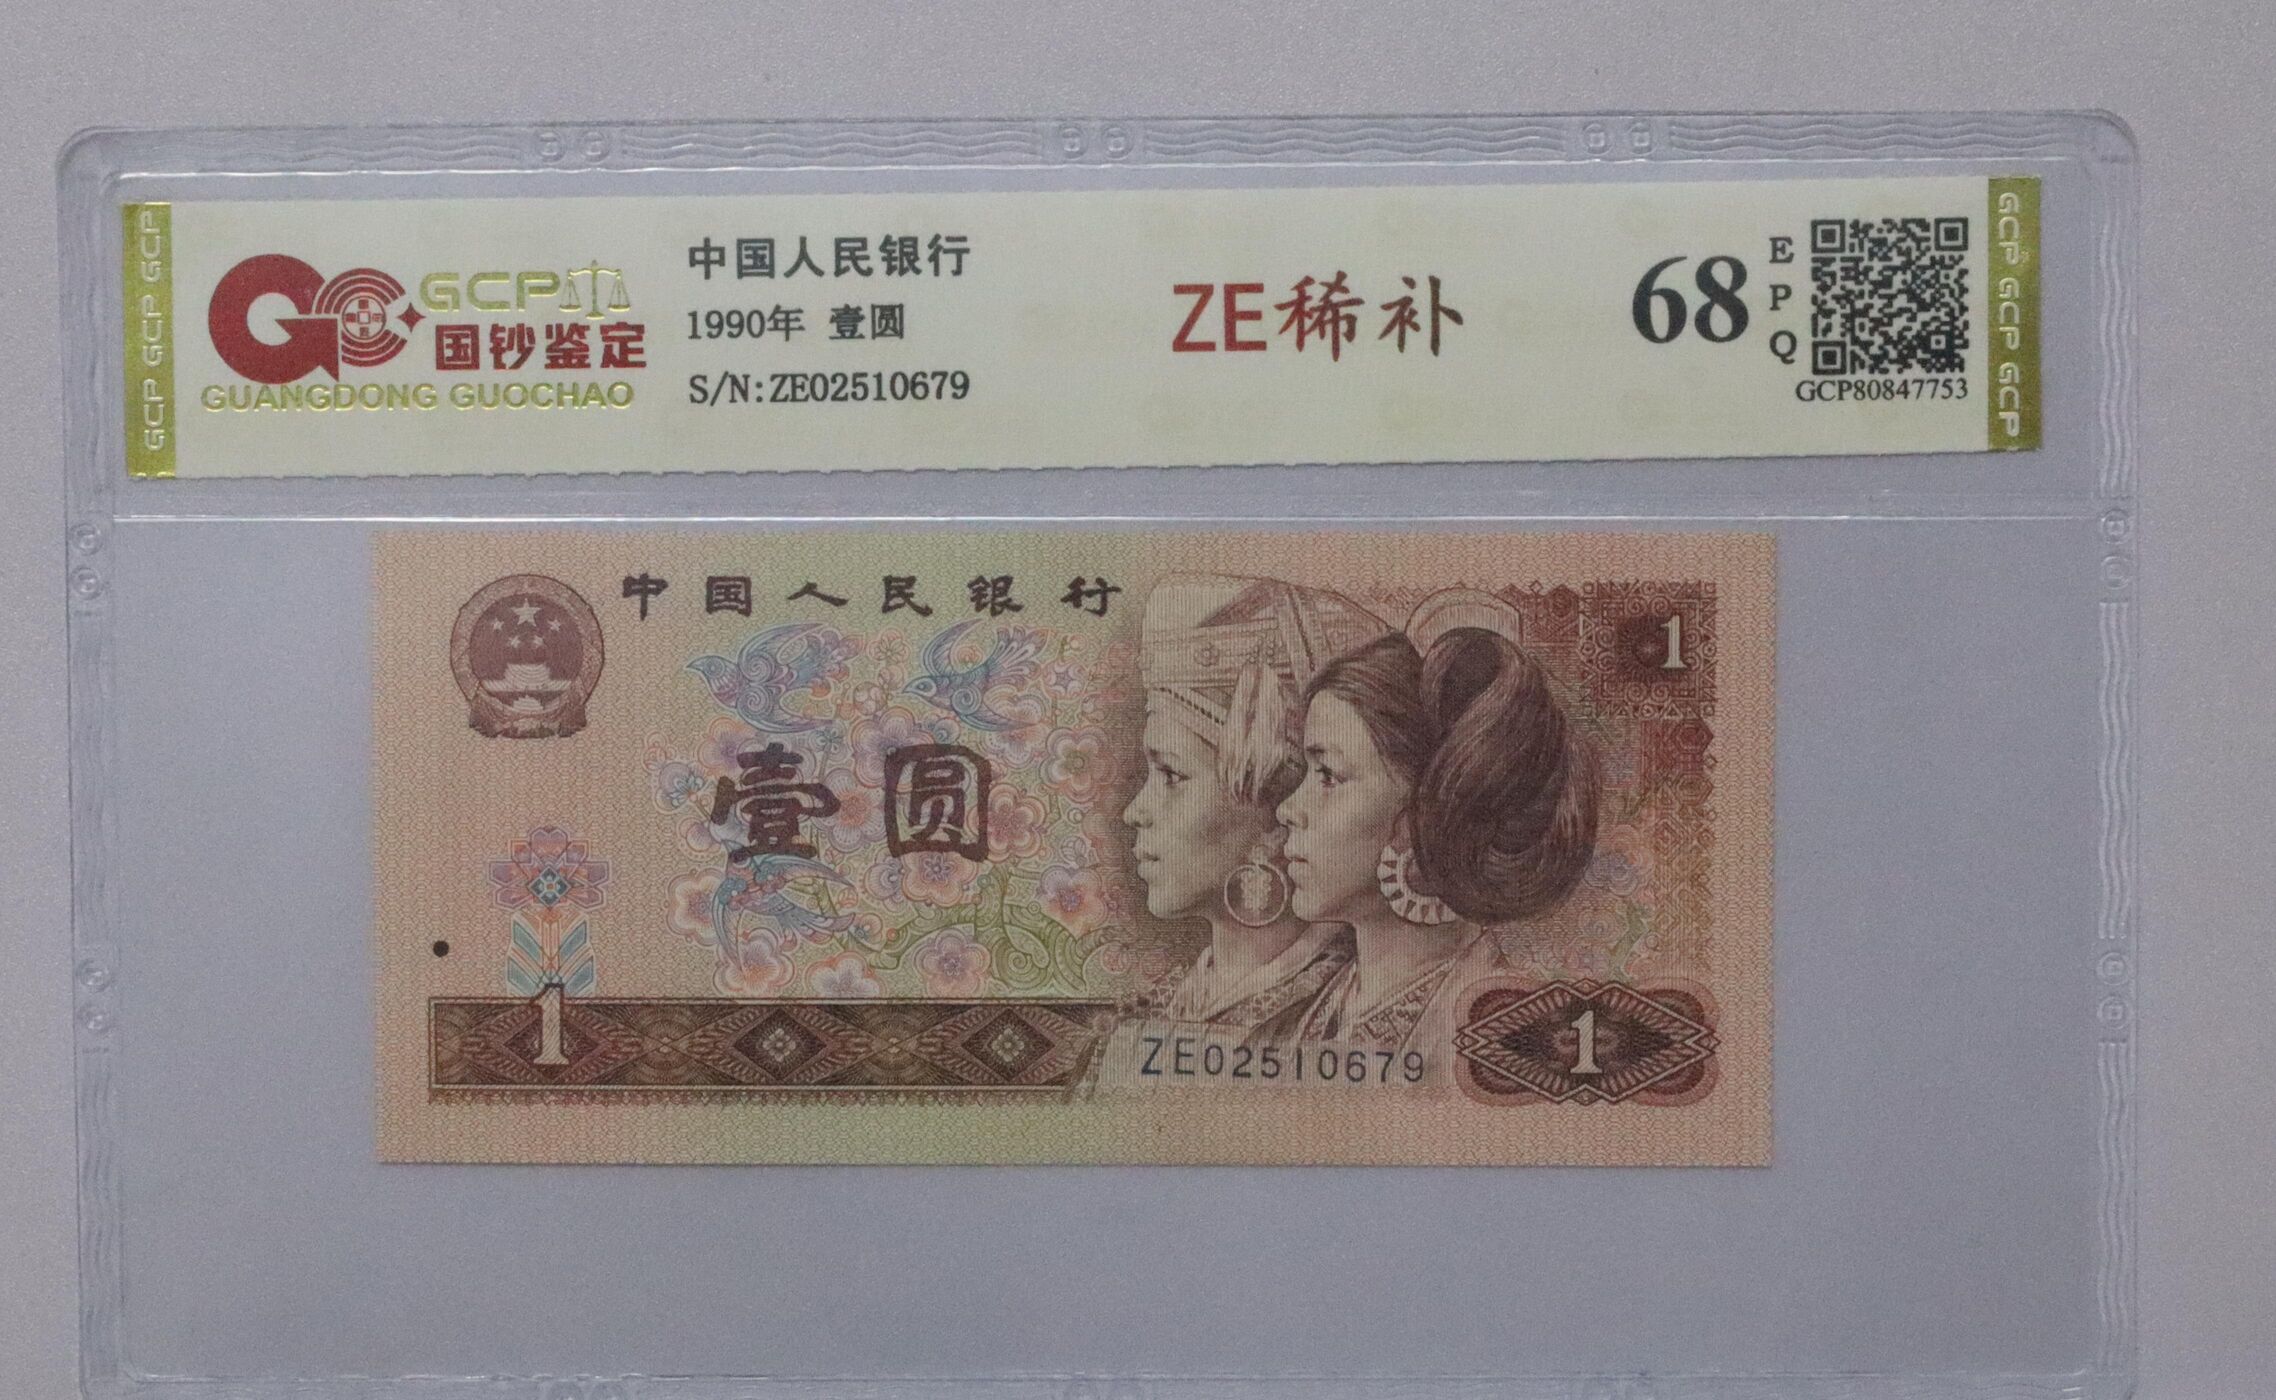 GCP GCP GCP
GCP
国钞鉴定
GUANGDONG GUOCHAO
中国人民银行
1990年 壹圆
S/N:ZE02510679
ZE稀补
68
EPQ
GCP80847753
GCP GCP GCP
中国人民银行
1
壹圆
1
ZE02510679
1